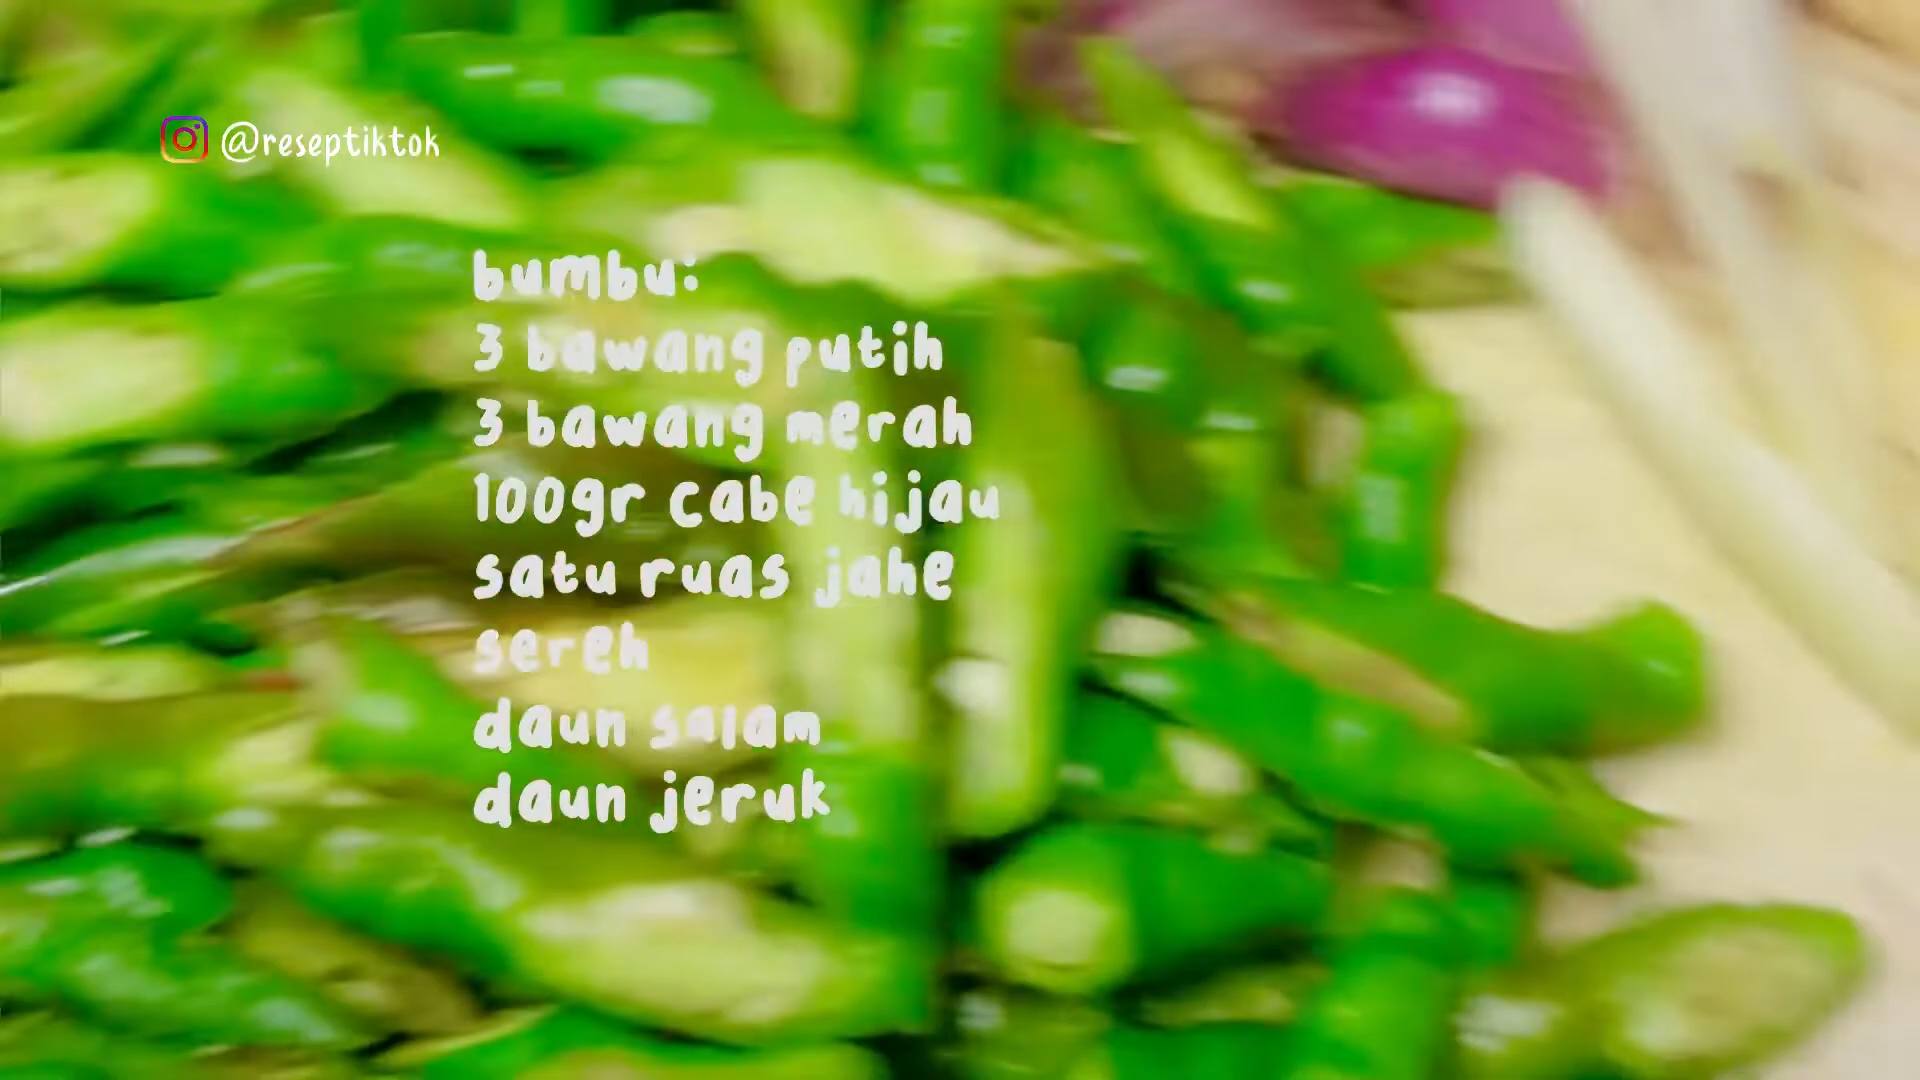 @reseptiktok
bumbu:
3 bawang putih
3 bawang merah
100gr cabe hijau
satu ruas jahe
sereh
daun salam
daun jeruk